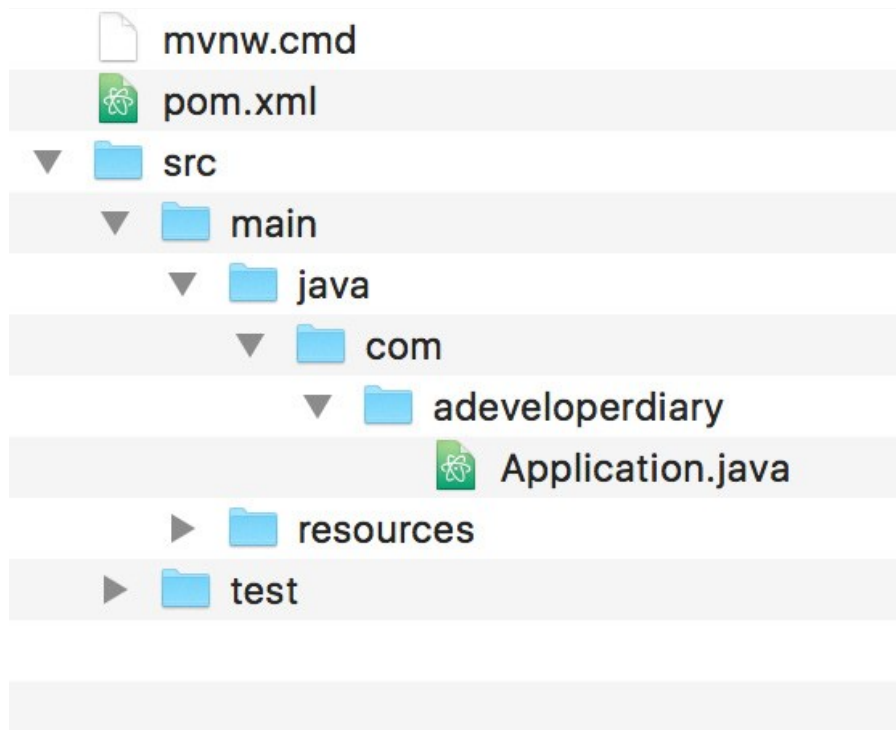 mvnw.cmd
pom.xml
src
main
java
com
adeveloperdiary
Application.java
resources
test